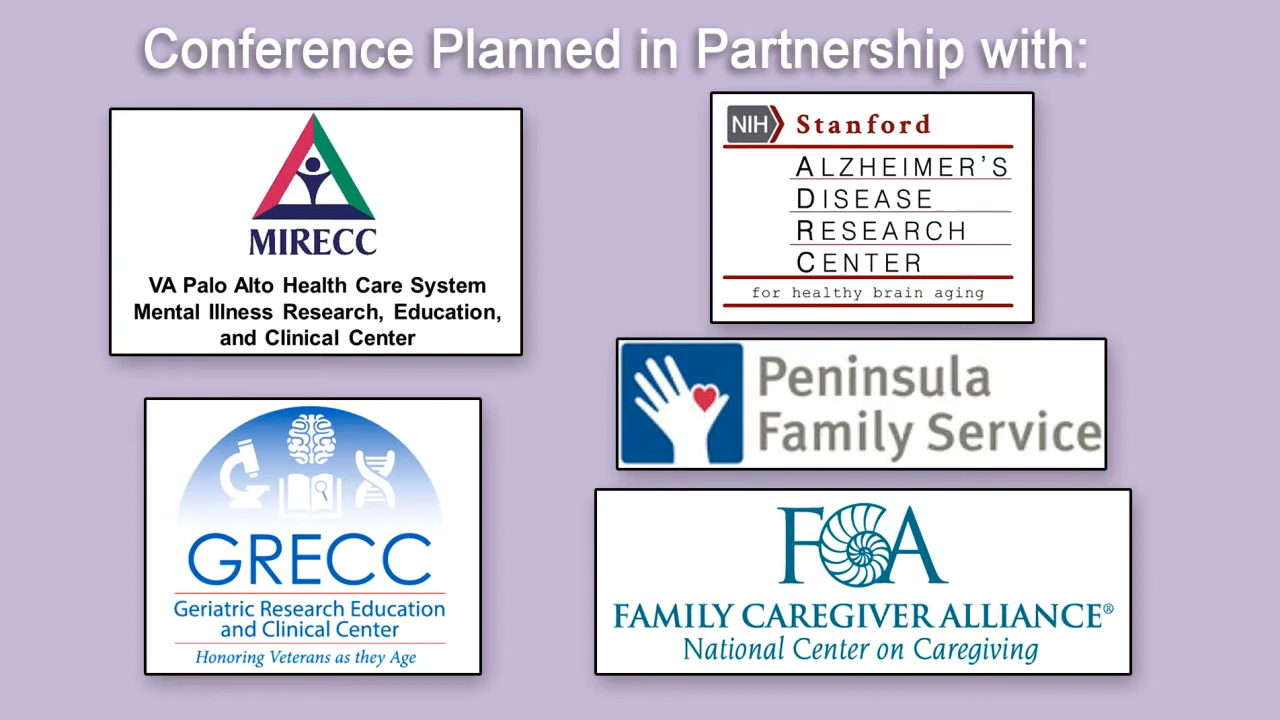 Conference Planned in Partnership with:
MIRECC
VA Palo Alto Health Care System
Mental Illness Research, Education,
and Clinical Center
NIH Stanford
ALZHEIMER'S
DISEASE
RESEARCH
CENTER
for healthy brain aging
Peninsula
Family Service
GRECC
Geriatric Research Education
and Clinical Center
Honoring Veterans as they Age
FCA
FAMILY CAREGIVER ALLIANCE®
National Center on Caregiving